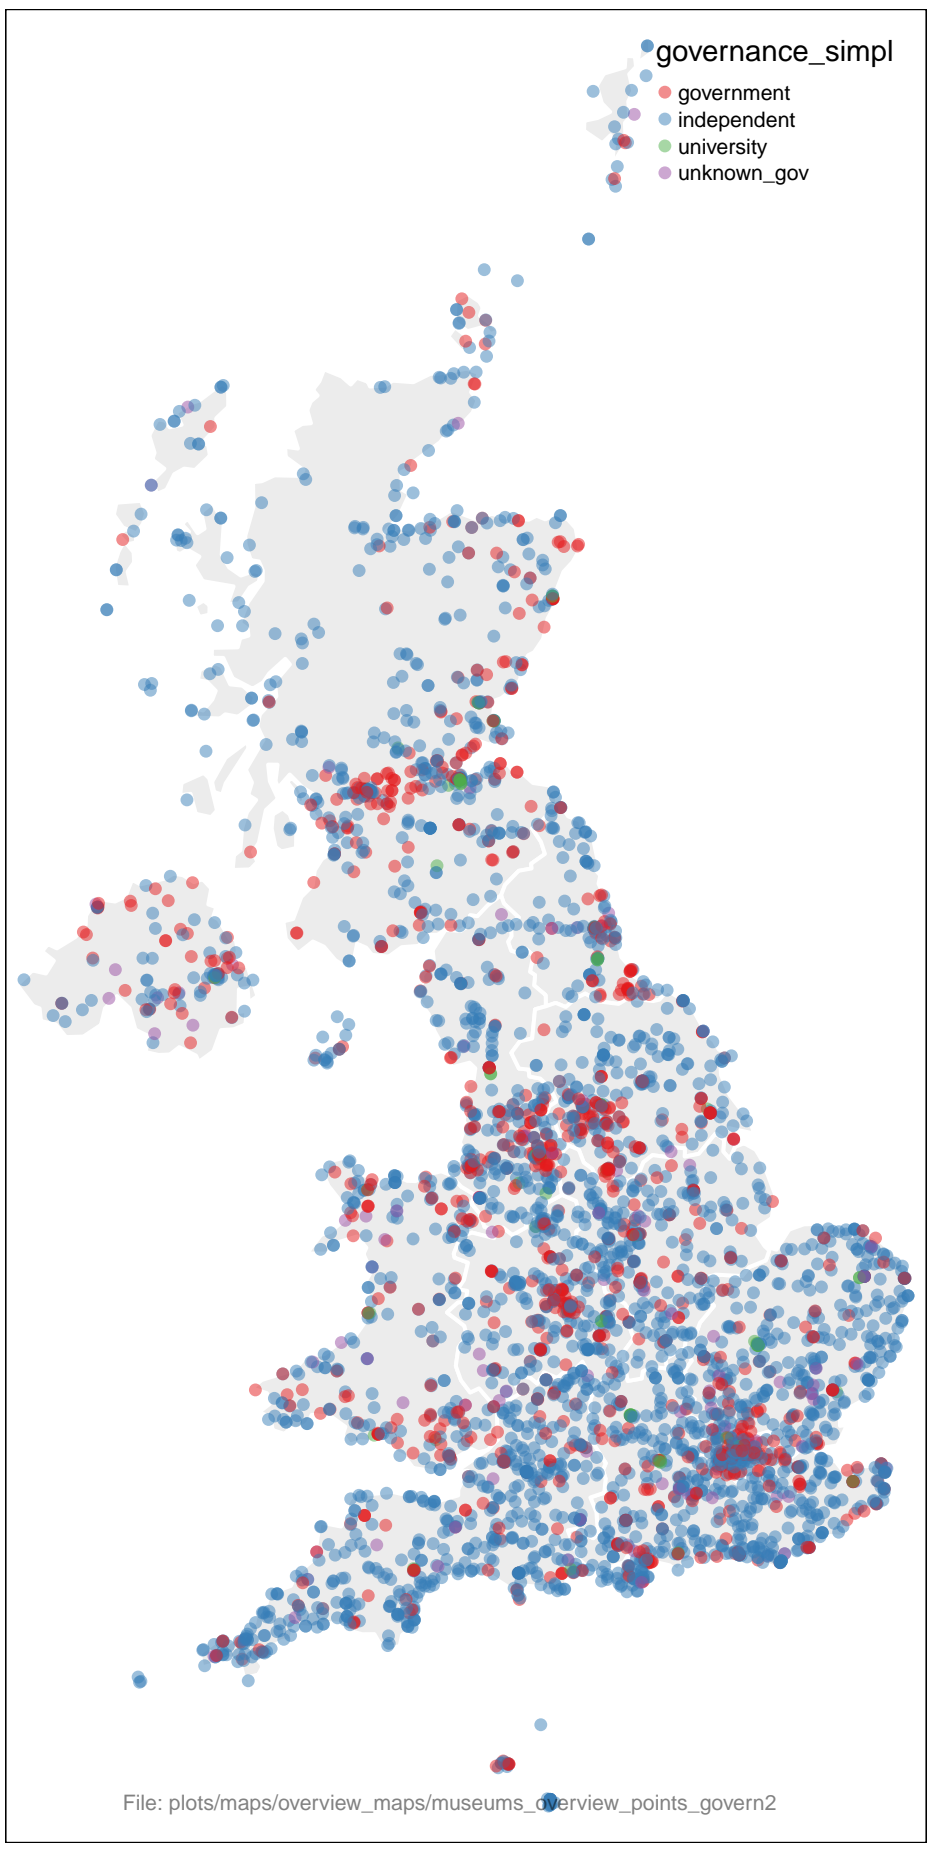 governance_simpl
government
independent
university
unknown_gov
File: plots/maps/overview_maps/museums_overview_points_govern2